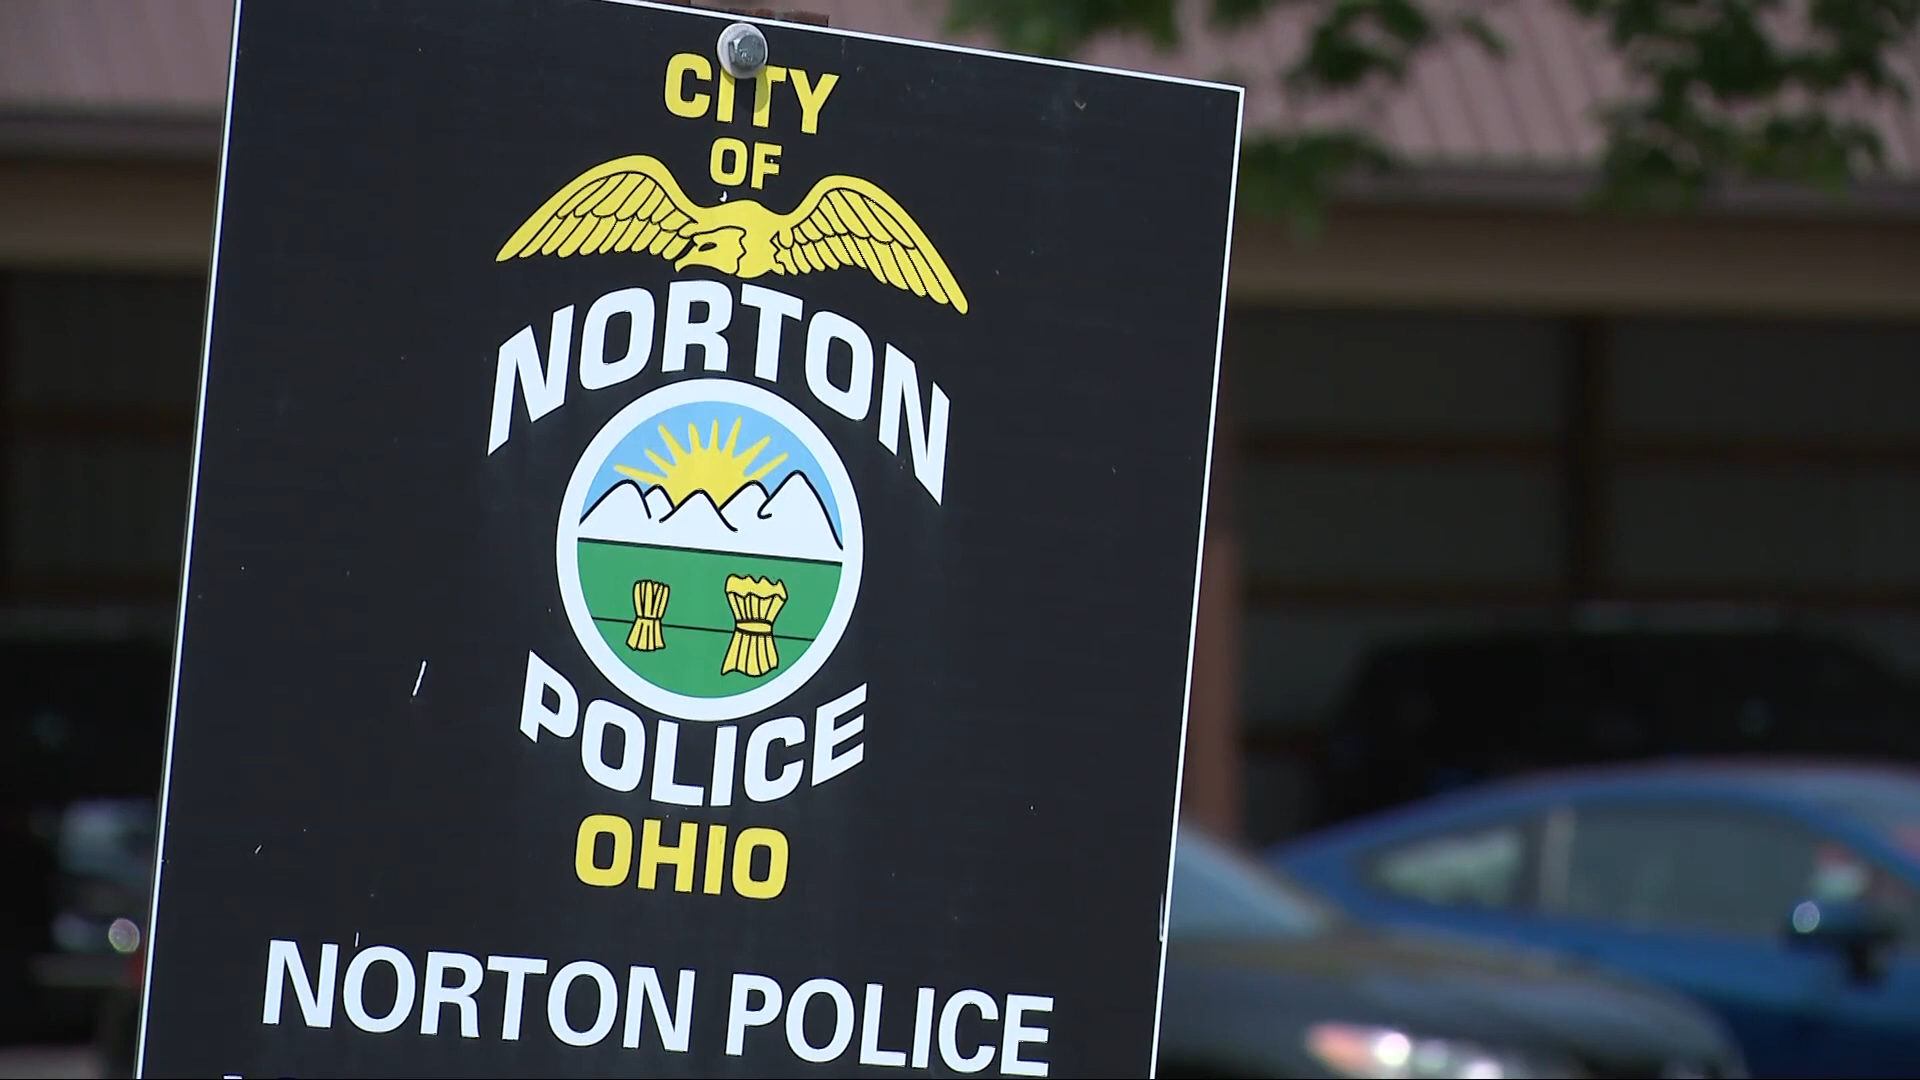 CITY
OF
NORTON
POLICE
OHIO
NORTON POLICE